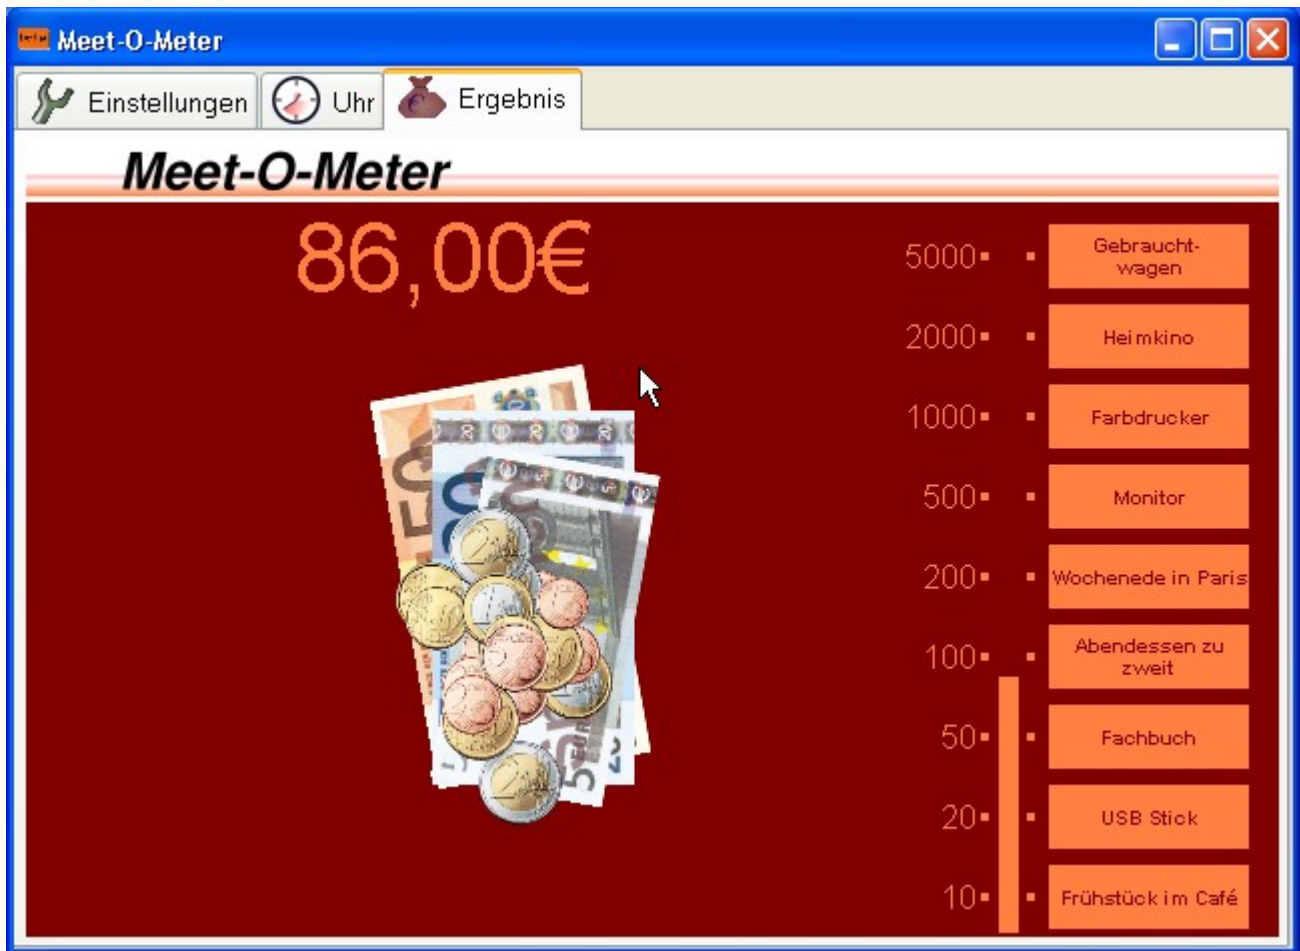 Meet-O-Meter
Einstellungen
Uhr
Ergebnis
Meet-O-Meter
86,00€
5000
Gebraucht-
wagen
2000
Heimkino
1000
Farbdrucker
500
Monitor
200
Wochenede in Paris
100
Abendessen zu
zweit
50
Fachbuch
20
USB Stick
10
Frühstück im Café